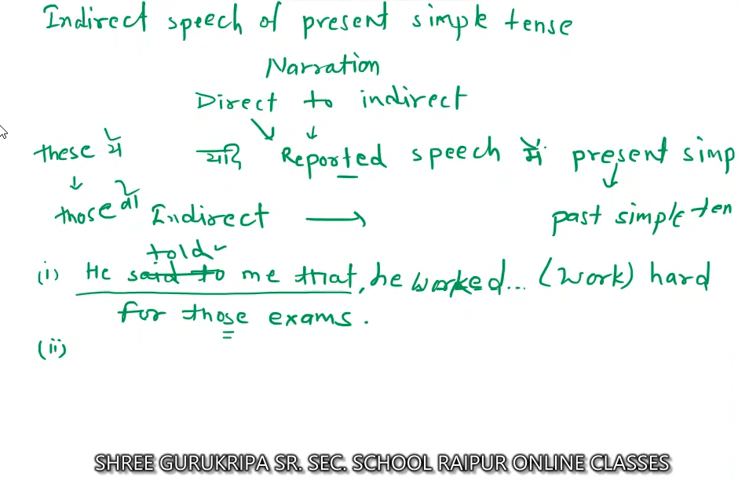 Indirect speech of present simple tense
Narration
Direct to indirect
these ये यदि Reported speech में present simp
those वो Indirect → past simple ten
told
(i) He said to me that, he worked... (work) hard
for those exams.
(ii)
SHREE GURUKRIPA SR. SEC. SCHOOL RAIPUR ONLINE CLASSES